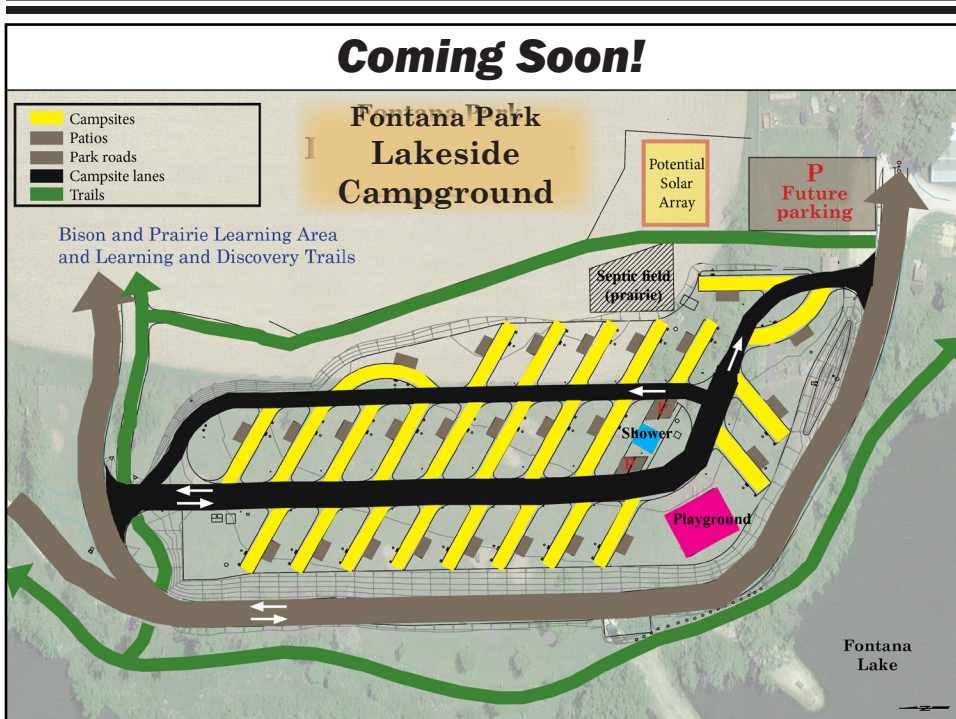 Coming Soon!
Campsites
Patios
Park roads
Campsite lanes
Trails
Fontana Park
Lakeside
Campground
Potential
Solar
Array
P
Future
parking
Bison and Prairie Learning Area
and Learning and Discovery Trails
Septic field
(prairie)
P
Shower
P
Playground
Fontana
Lake
N